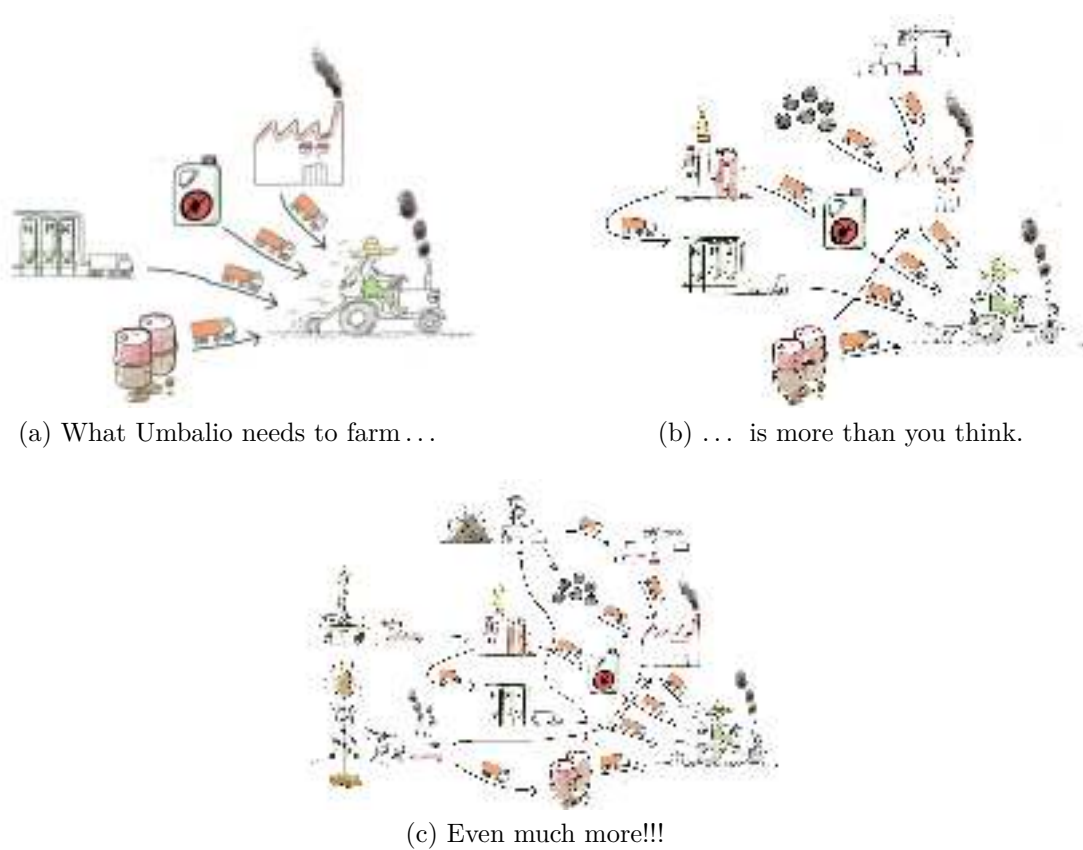 N P K
(a) What Umbalio needs to farm . . .
(b) . . . is more than you think.
(c) Even much more!!!